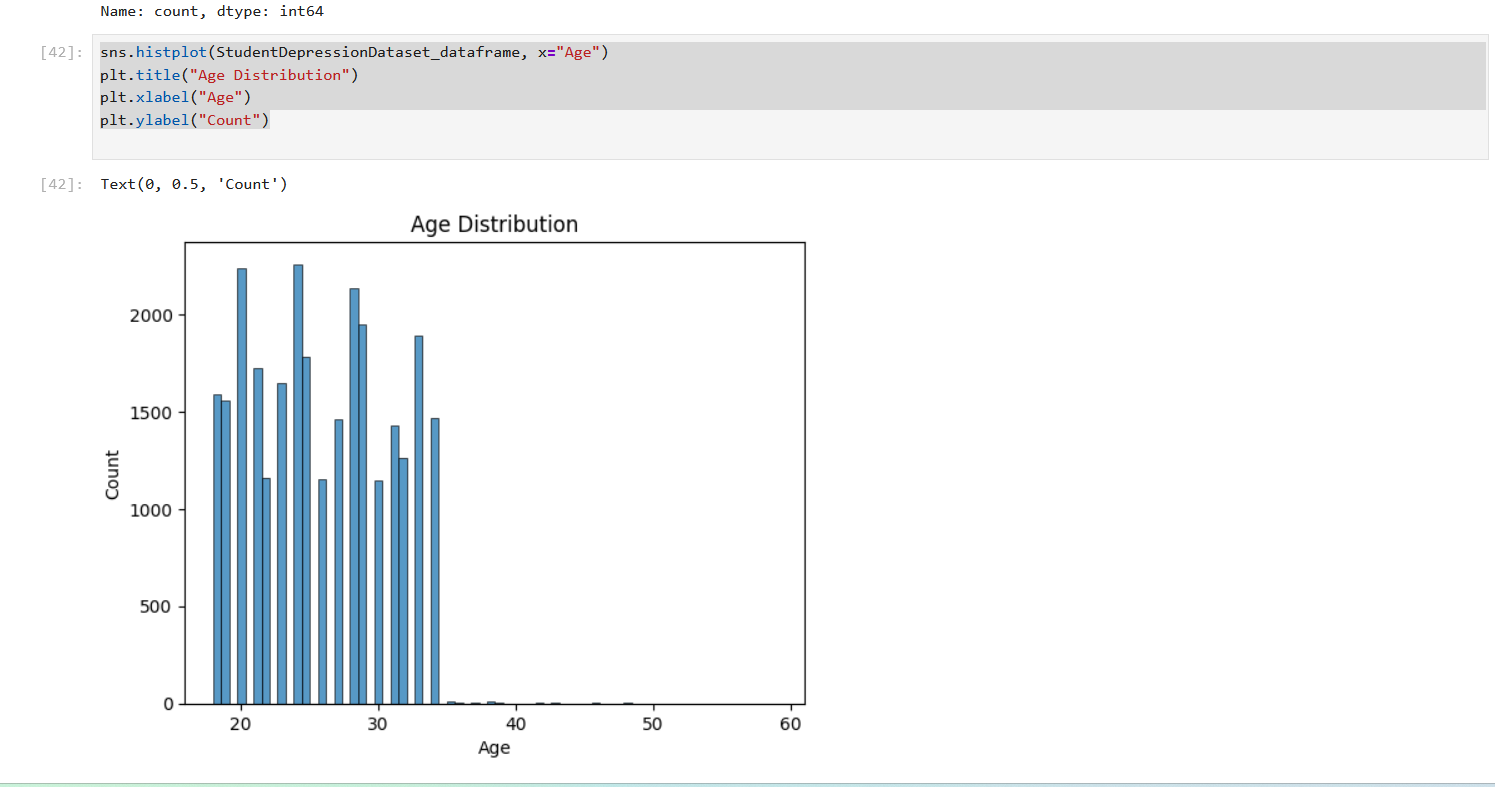 Name: count, dtype: int64
[42]: sns.histplot(StudentDepressionDataset_dataframe, x="Age")
plt.title("Age Distribution")
plt.xlabel("Age")
plt.ylabel("Count")
[42]: Text(0, 0.5, 'Count')
Age Distribution
2000
1500
1000
500
0
Count
20 30 40 50 60
Age